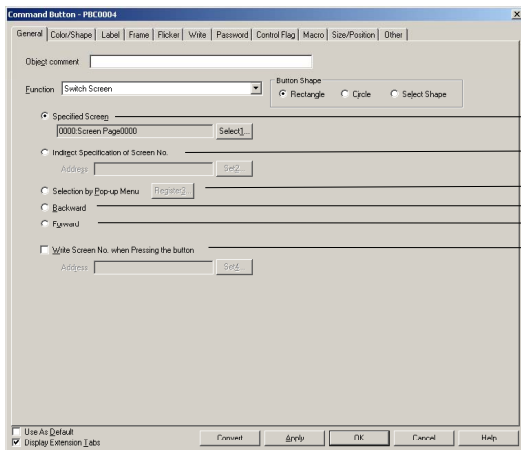 Command Button - PBC0004
General Color/Shape Label Frame Flicker Write Password Control Flag Macro Size/Position Other
Object comment
Function Switch Screen
Button Shape
Rectangle Circle Select Shape
Specified Screen
0000:Screen Page0000 Select1...
Indirect Specification of Screen No.
Address Set2...
Selection by Pop-up Menu Register3...
Backward
Forward
Write Screen No. when Pressing the button
Address Set4...
Use As Default
Display Extension Tabs
Convert Apply OK Cancel Help